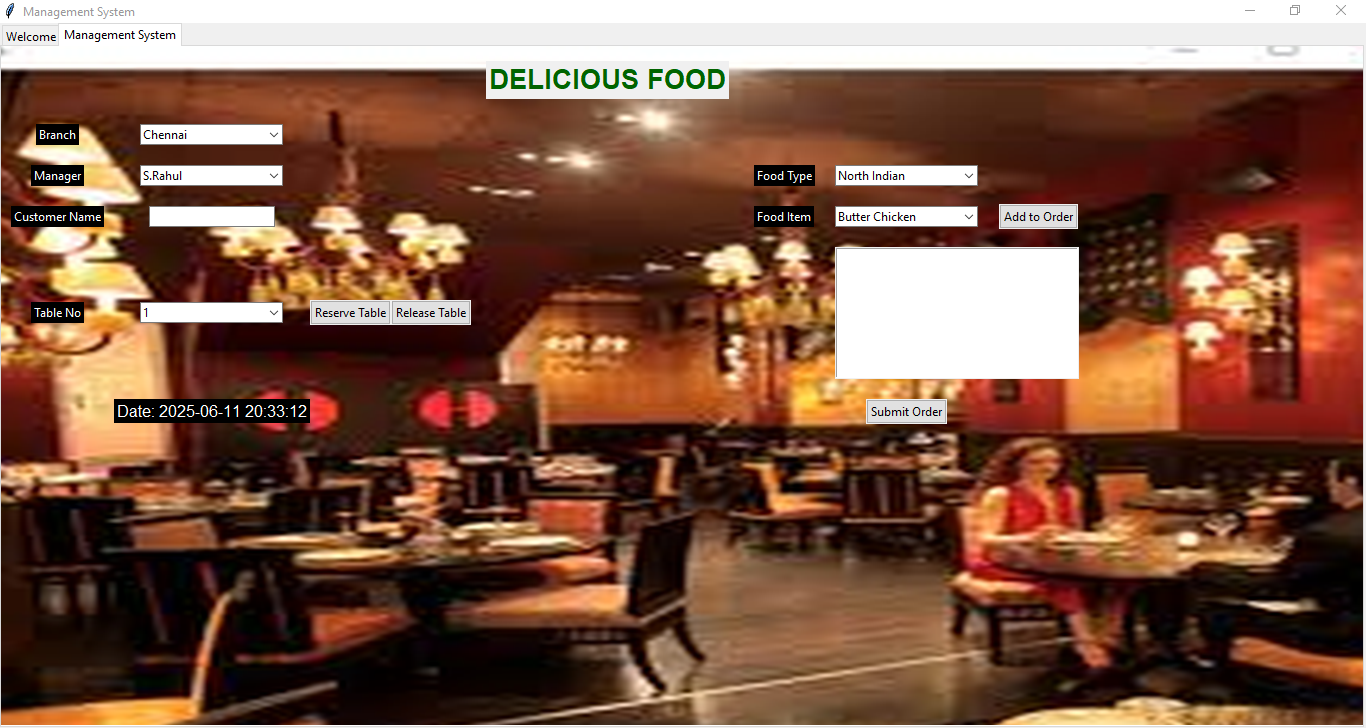 Management System
Welcome Management System
DELICIOUS FOOD
Branch Chennai
Manager S.Rahul Food Type North Indian
Customer Name Food Item Butter Chicken Add to Order
Table No 1 Reserve Table Release Table
Date: 2025-06-11 20:33:12 Submit Order